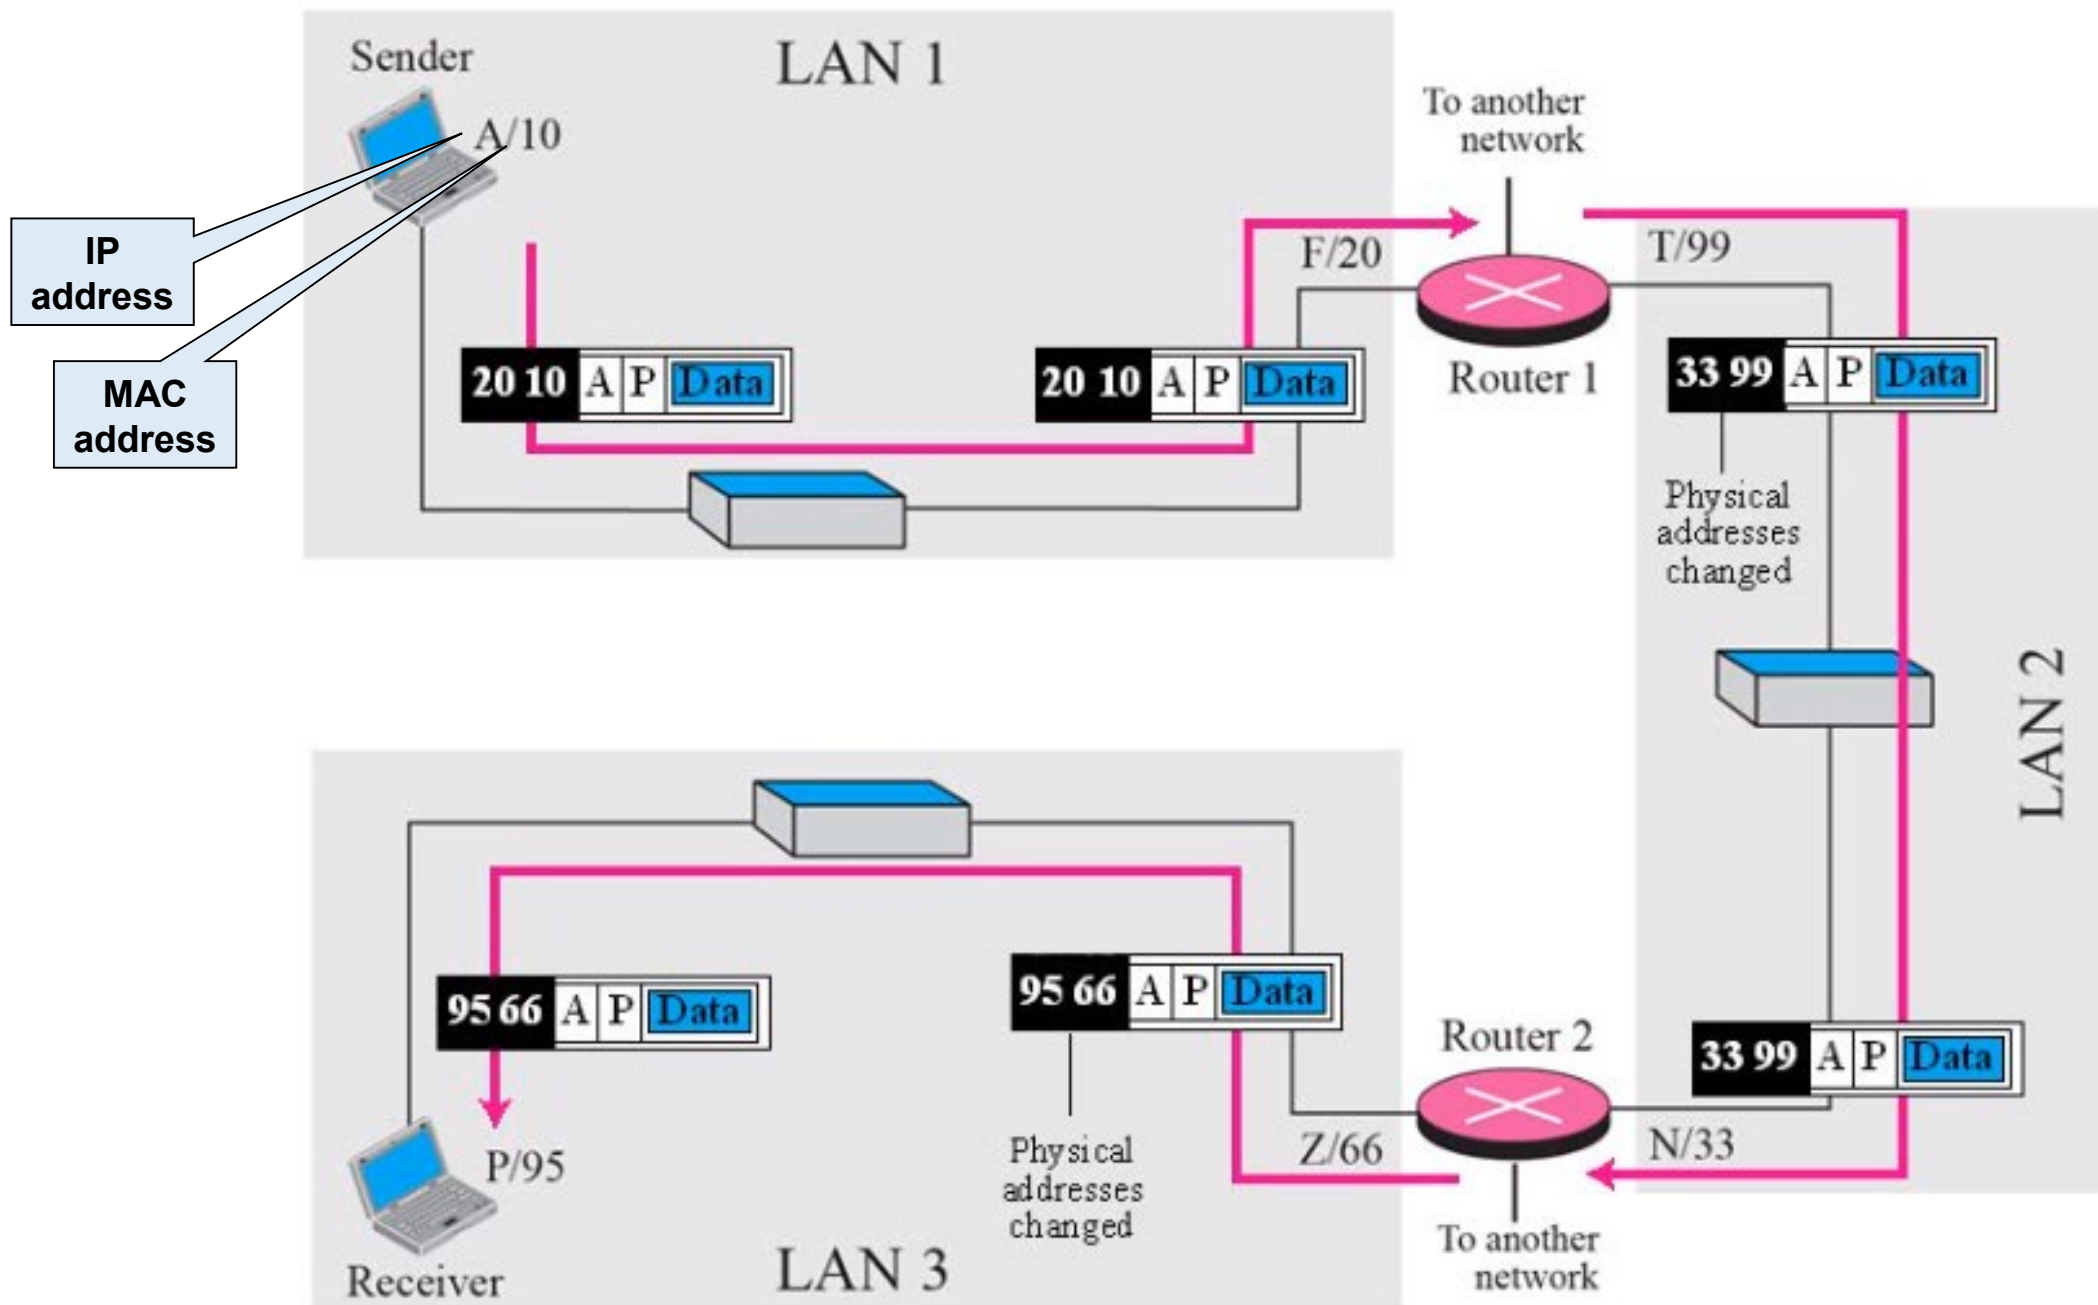 Sender
LAN 1
A/10
To another
network
IP
address
MAC
address
F/20
T/99
20 10 A P Data
20 10 A P Data
Router 1
33 99 A P Data
Physical
addresses
changed
LAN 2
95 66 A P Data
95 66 A P Data
Router 2
33 99 A P Data
P/95
Physical
addresses
changed
Z/66
N/33
To another
network
Receiver
LAN 3